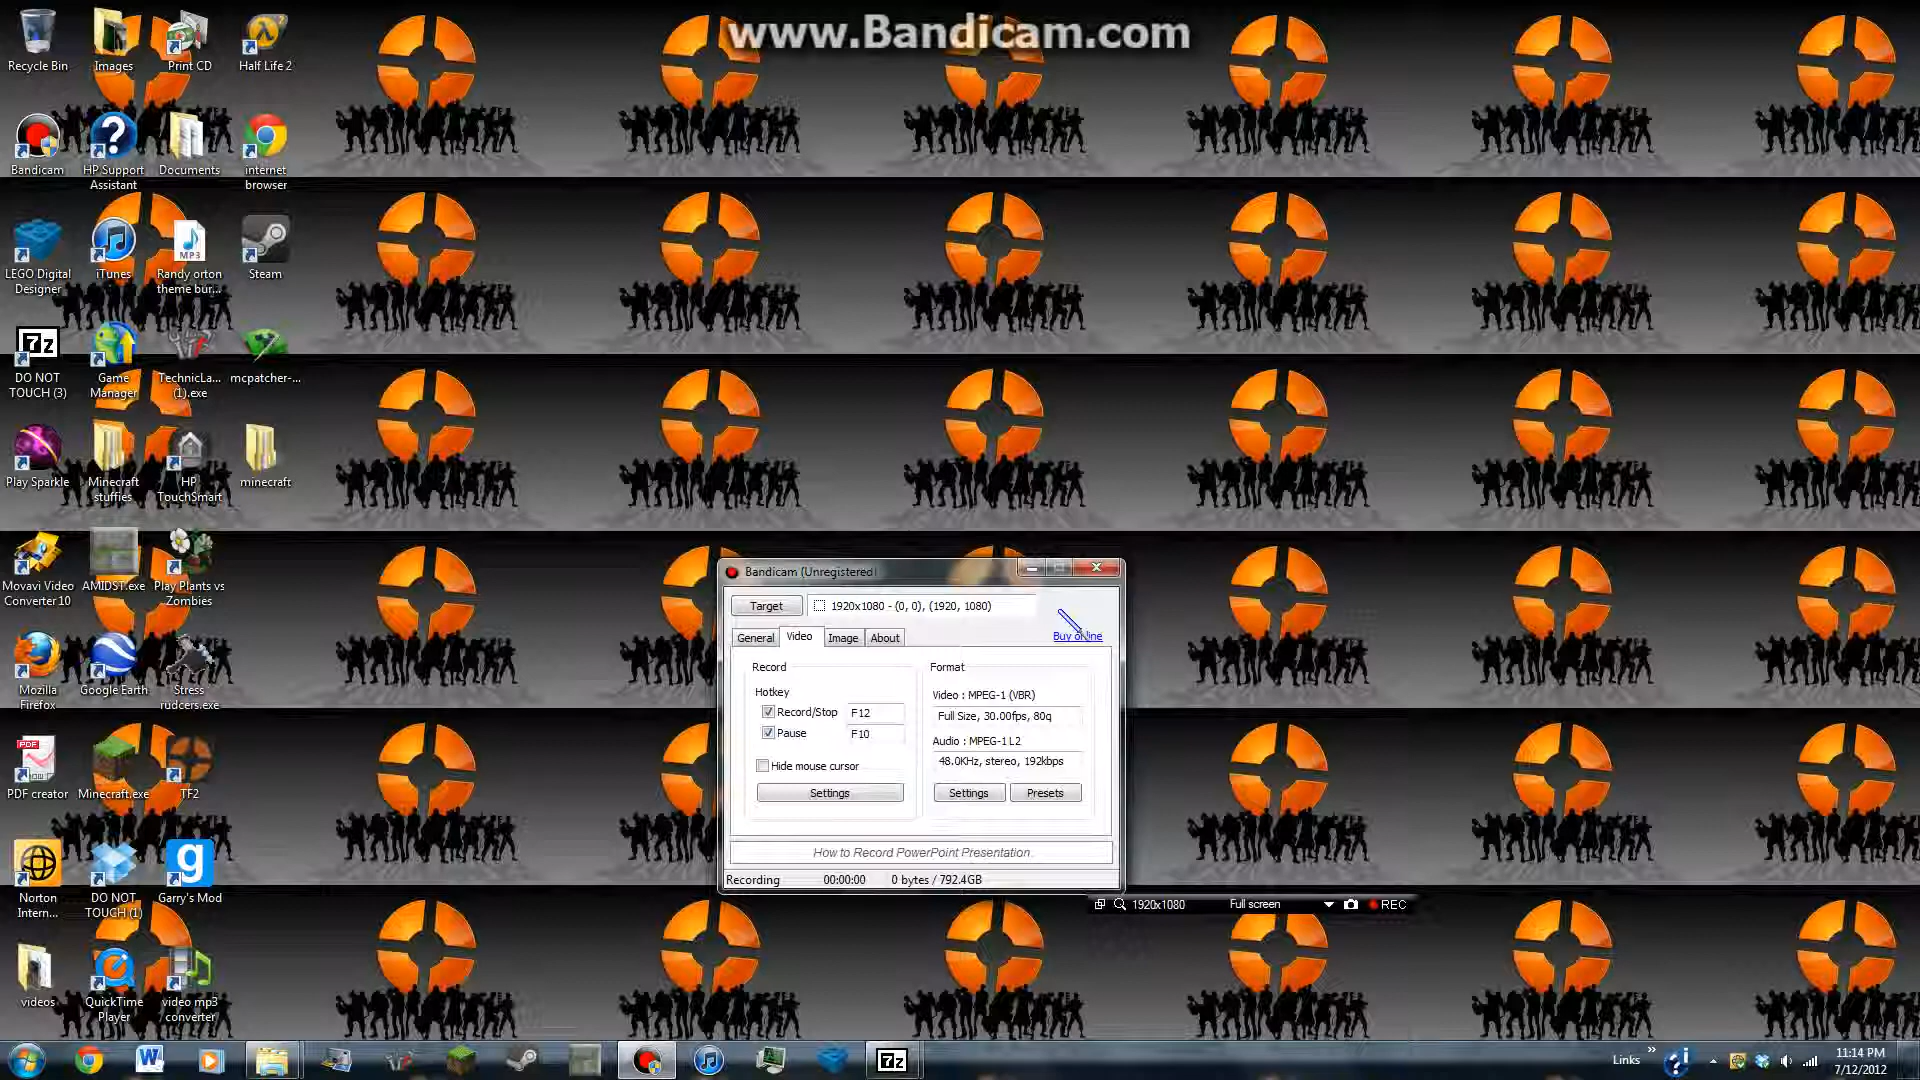 www.Bandicam.com
Recycle Bin
Images
Print CD
Half Life 2
Bandicam
HP Support
Assistant
Documents
internet
browser
LEGO Digital
Designer
iTunes
MP3
Randy orton
theme bur...
Steam
7z
DO NOT
TOUCH (3)
Game
Manager
TechnicLa...
(1).exe
mcpatcher-...
Play Sparkle
Minecraft
stuffies
HP
TouchSmart
minecraft
Movavi Video
Converter 10
AMIDST.exe
Play Plants vs
Zombies
Mozilla
Firefox
Google Earth
Stress
rudcers.exe
PDF
PDF creator
Minecraft.exe
TF2
Norton
Intern...
DO NOT
TOUCH (1)
g
Garry's Mod
videos
QuickTime
Player
video mp3
converter
Bandicam (Unregistered)
Target
1920x1080 - (0, 0), (1920, 1080)
Buy online
General
Video
Image
About
Record
Hotkey
Record/Stop
F12
Pause
F10
Hide mouse cursor
Settings
Format
Video : MPEG-1 (VBR)
Full Size, 30.00fps, 80q
Audio : MPEG-1 L2
48.0KHz, stereo, 192kbps
Settings
Presets
How to Record PowerPoint Presentation
Recording
00:00:00
0 bytes / 792.4GB
1920x1080
Full screen
REC
W
7z
Links
»
11:14 PM
7/12/2012